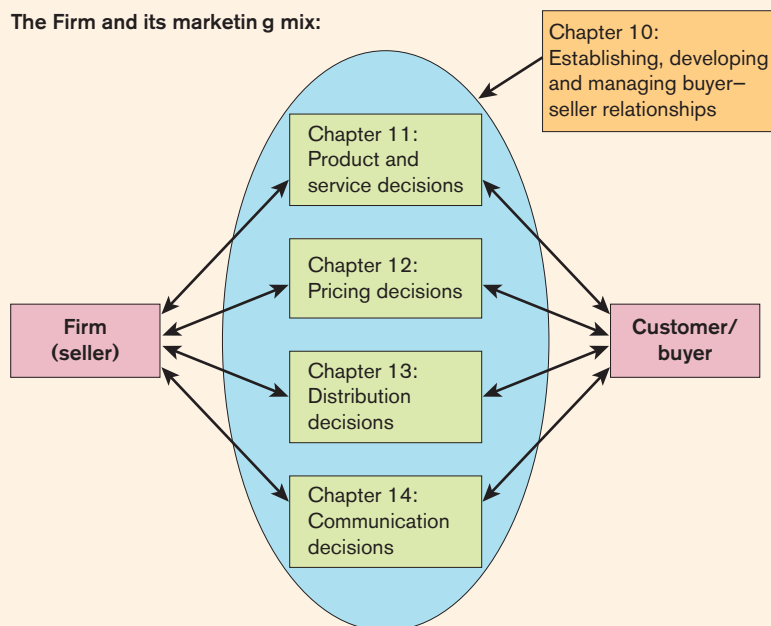 The Firm and its marketin g mix:
Chapter 10:
Establishing, developing
and managing buyer–
seller relationships
Chapter 11:
Product and
service decisions
Chapter 12:
Pricing decisions
Firm
(seller)
Customer/
buyer
Chapter 13:
Distribution
decisions
Chapter 14:
Communication
decisions